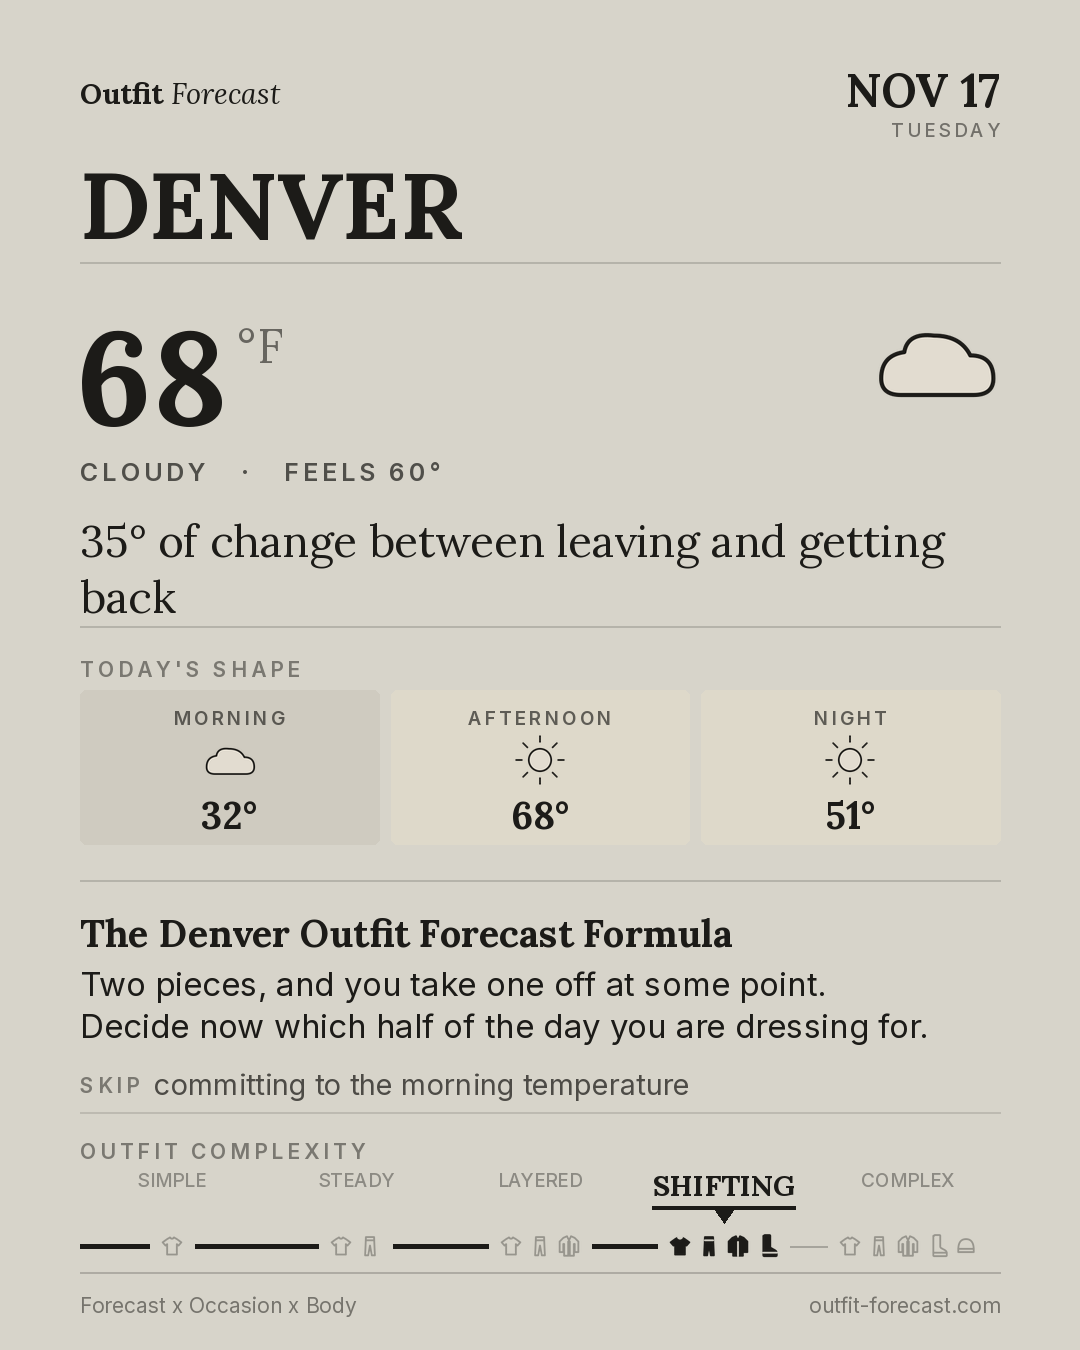 Outfit Forecast
NOV 17
TUESDAY
DENVER
68 °F
CLOUDY · FEELS 60°
35° of change between leaving and getting
back
TODAY'S SHAPE
MORNING AFTERNOON NIGHT
32° 68° 51°
The Denver Outfit Forecast Formula
Two pieces, and you take one off at some point.
Decide now which half of the day you are dressing for.
SKIP committing to the morning temperature
OUTFIT COMPLEXITY
SIMPLE STEADY LAYERED SHIFTING COMPLEX
Forecast x Occasion x Body outfit-forecast.com